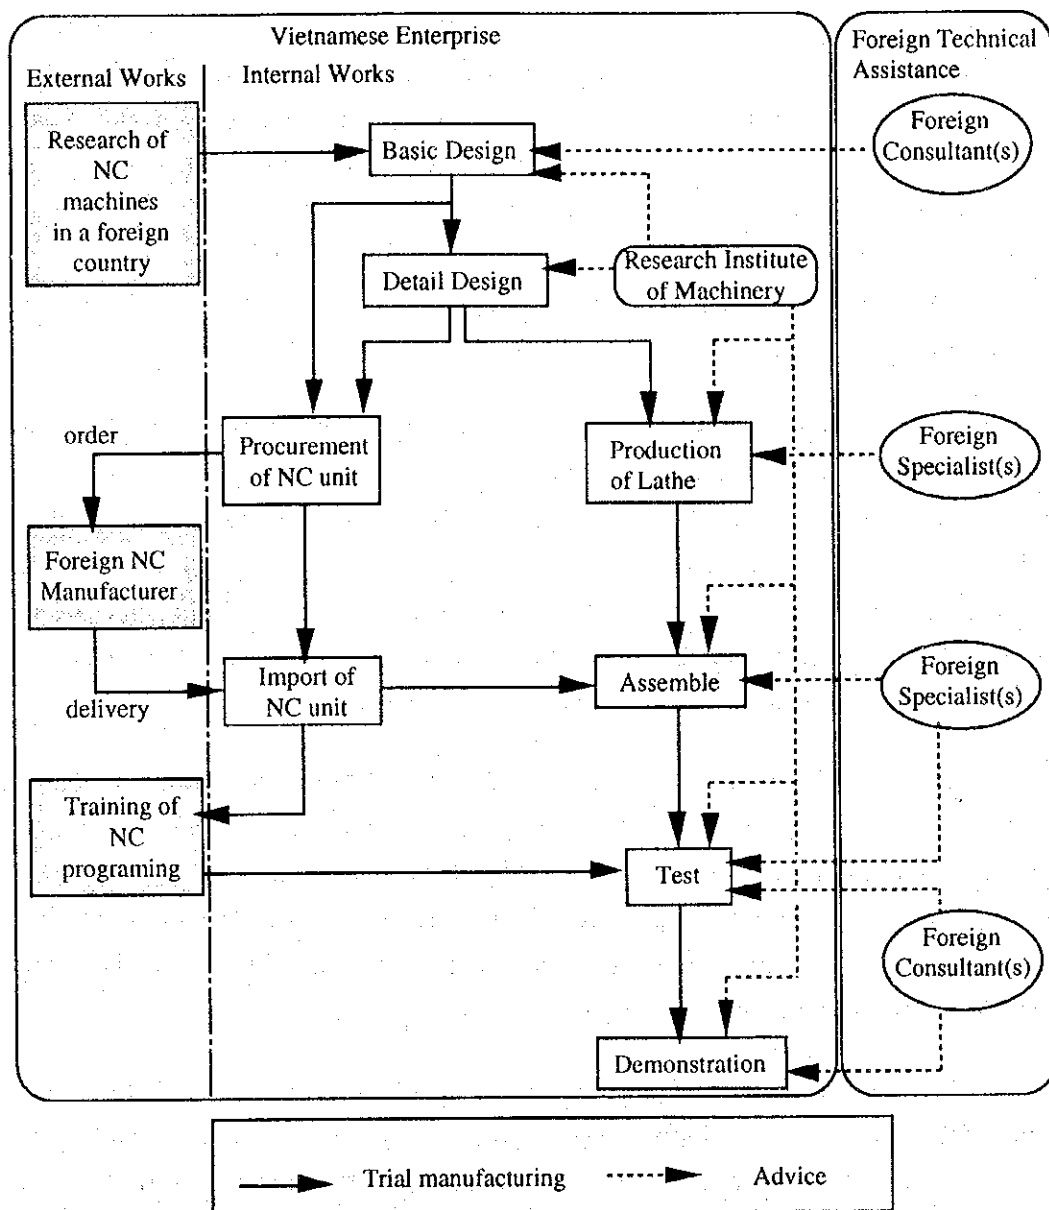 Vietnamese Enterprise
Foreign Technical
Assistance
External Works
Internal Works
Research of
NC
machines
in a foreign
country
Basic Design
Foreign
Consultant(s)
Detail Design
Research Institute
of Machinery
order
Procurement
of NC unit
Production
of Lathe
Foreign
Specialist(s)
Foreign NC
Manufacturer
delivery
Import of
NC unit
Assemble
Foreign
Specialist(s)
Training of
NC
programing
Test
Foreign
Consultant(s)
Demonstration
Trial manufacturing
Advice